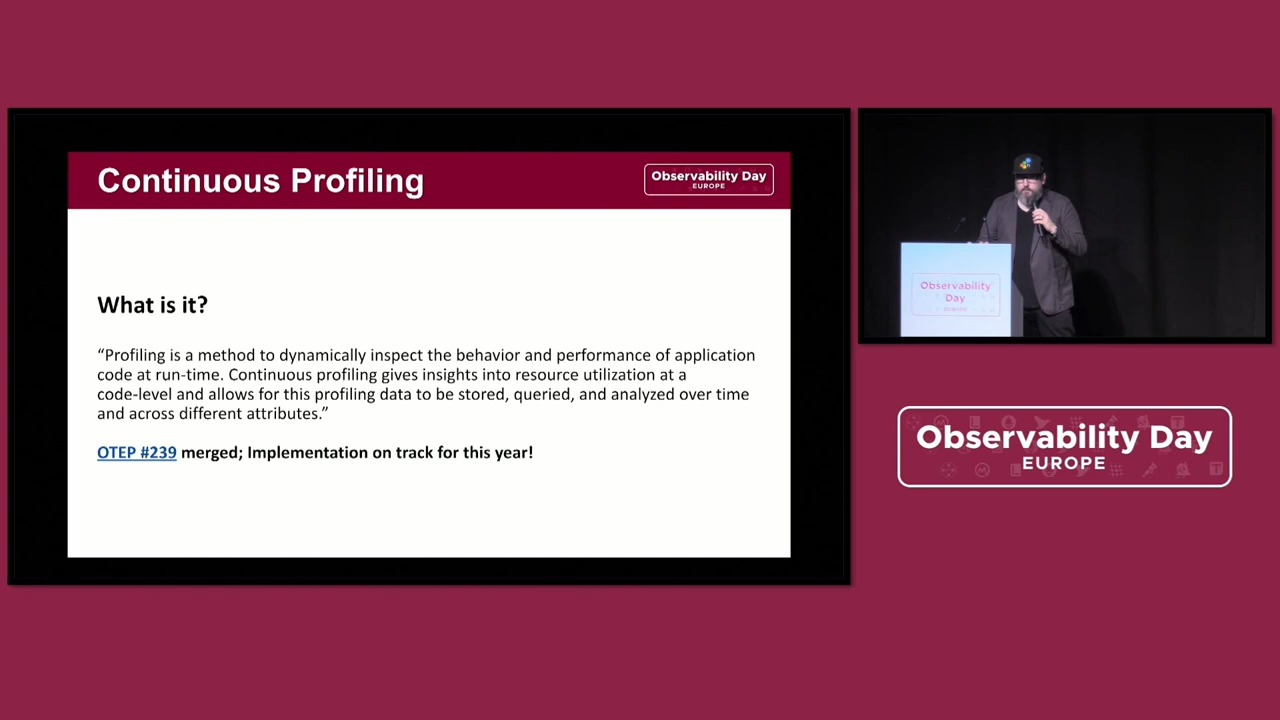 Continuous Profiling
Observability Day
EUROPE
What is it?
“Profiling is a method to dynamically inspect the behavior and performance of application
code at run-time. Continuous profiling gives insights into resource utilization at a
code-level and allows for this profiling data to be stored, queried, and analyzed over time
and across different attributes.”
OTEP #239 merged; Implementation on track for this year!
Observability
Day
EUROPE
Observability Day
EUROPE